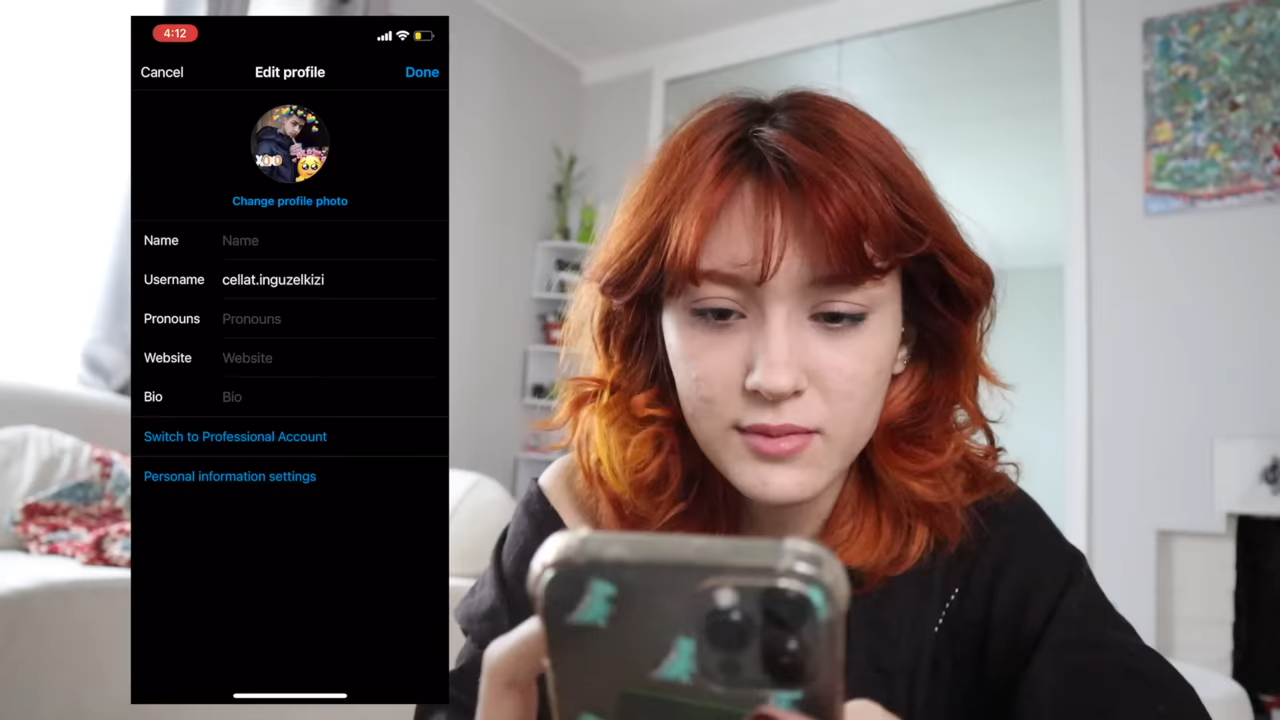 4:12
Cancel Edit profile Done
XOO
Change profile photo
Name Name
Username cellat.inguzelkizi
Pronouns Pronouns
Website Website
Bio Bio
Switch to Professional Account
Personal information settings